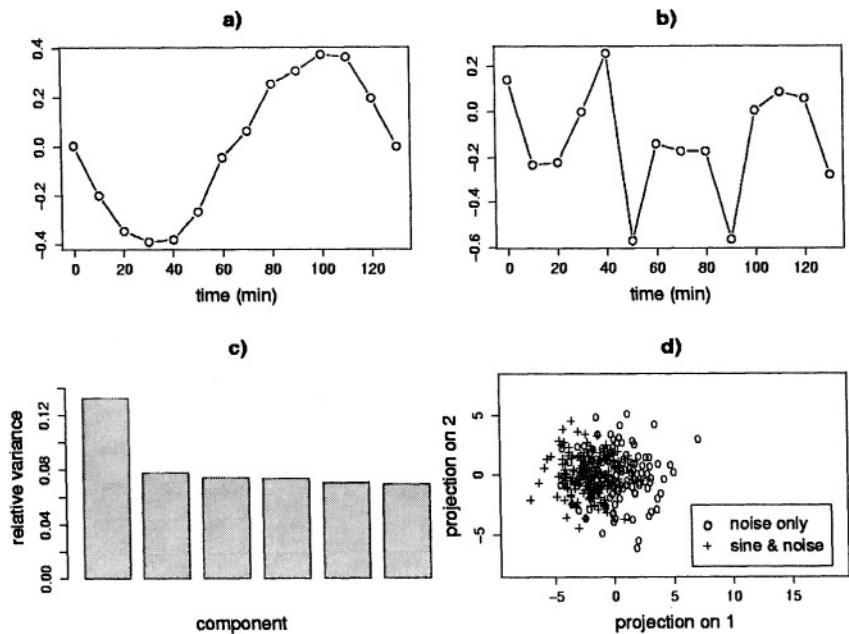 a)
0.4
0.2
0.0
−0.2
−0.4
0 20 40 60 80 100 120
time (min)
b)
0.2
0.0
−0.2
−0.4
−0.6
0 20 40 60 80 100 120
time (min)
c)
relative variance
0.12
0.08
0.04
0.00
component
d)
projection on 2
5
0
−5
o noise only
+ sine & noise
−5 0 5 10 15
projection on 1